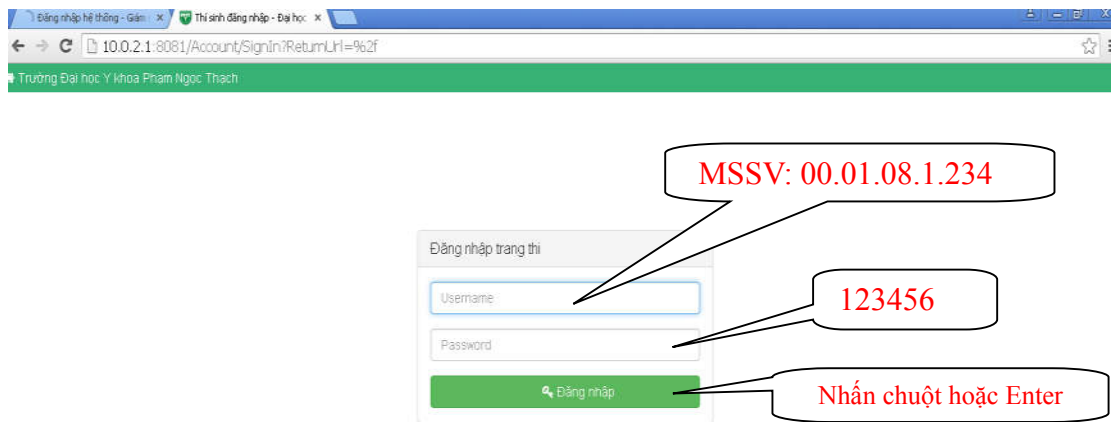 Đăng nhập hệ thống - Giám
Thí sinh đăng nhập - Đại học
10.0.2.1:8081/Account/SignIn?ReturnUrl=%2f
Trường Đại học Y khoa Phạm Ngọc Thạch
MSSV: 00.01.08.1.234
Đăng nhập trang thi
Username
123456
Password
Đăng nhập
Nhấn chuột hoặc Enter